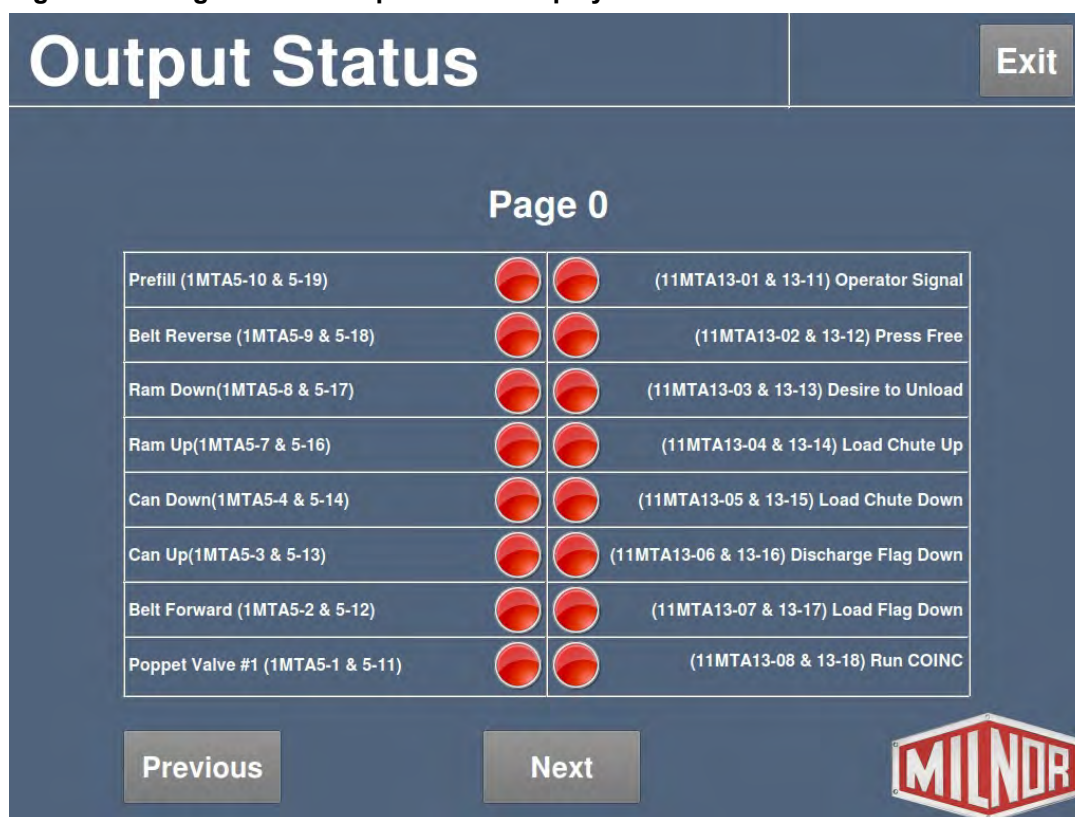 Output Status
Exit
Page 0
Prefill (1MTA5-10 & 5-19)
(11MTA13-01 & 13-11) Operator Signal
Belt Reverse (1MTA5-9 & 5-18)
(11MTA13-02 & 13-12) Press Free
Ram Down(1MTA5-8 & 5-17)
(11MTA13-03 & 13-13) Desire to Unload
Ram Up(1MTA5-7 & 5-16)
(11MTA13-04 & 13-14) Load Chute Up
Can Down(1MTA5-4 & 5-14)
(11MTA13-05 & 13-15) Load Chute Down
Can Up(1MTA5-3 & 5-13)
(11MTA13-06 & 13-16) Discharge Flag Down
Belt Forward (1MTA5-2 & 5-12)
(11MTA13-07 & 13-17) Load Flag Down
Poppet Valve #1 (1MTA5-1 & 5-11)
(11MTA13-08 & 13-18) Run COINC
Previous
Next
MILNOR